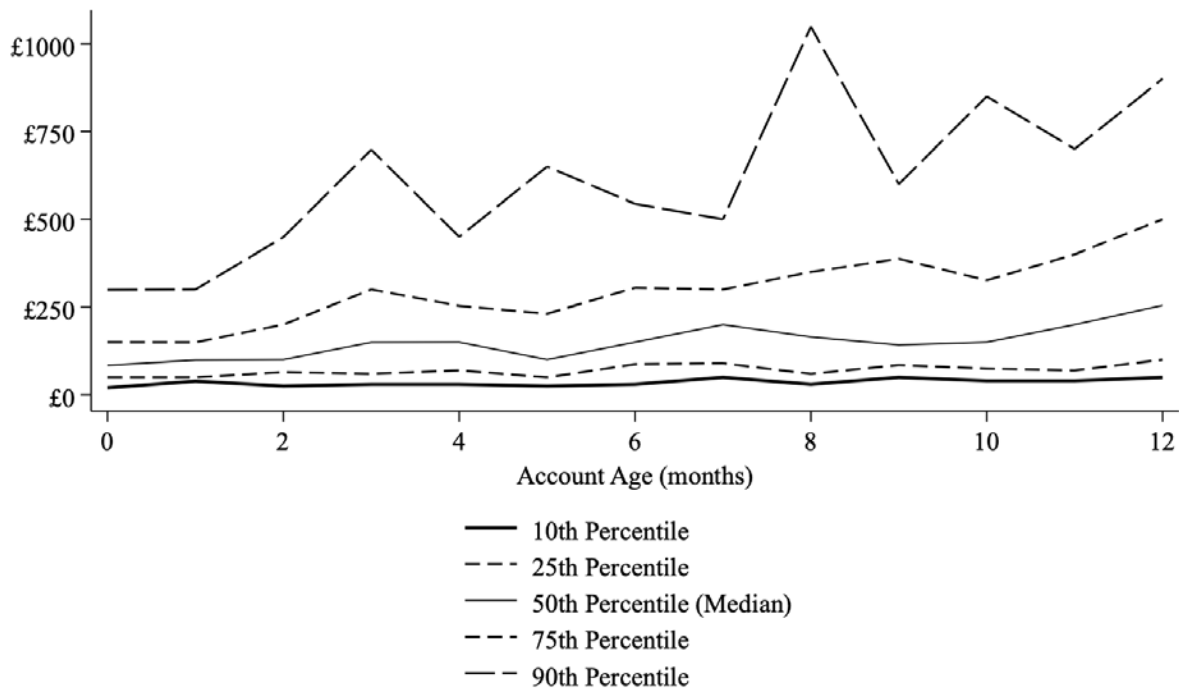 £1000
£750
£500
£250
£0
0 2 4 6 8 10 12
Account Age (months)
10th Percentile
25th Percentile
50th Percentile (Median)
75th Percentile
90th Percentile